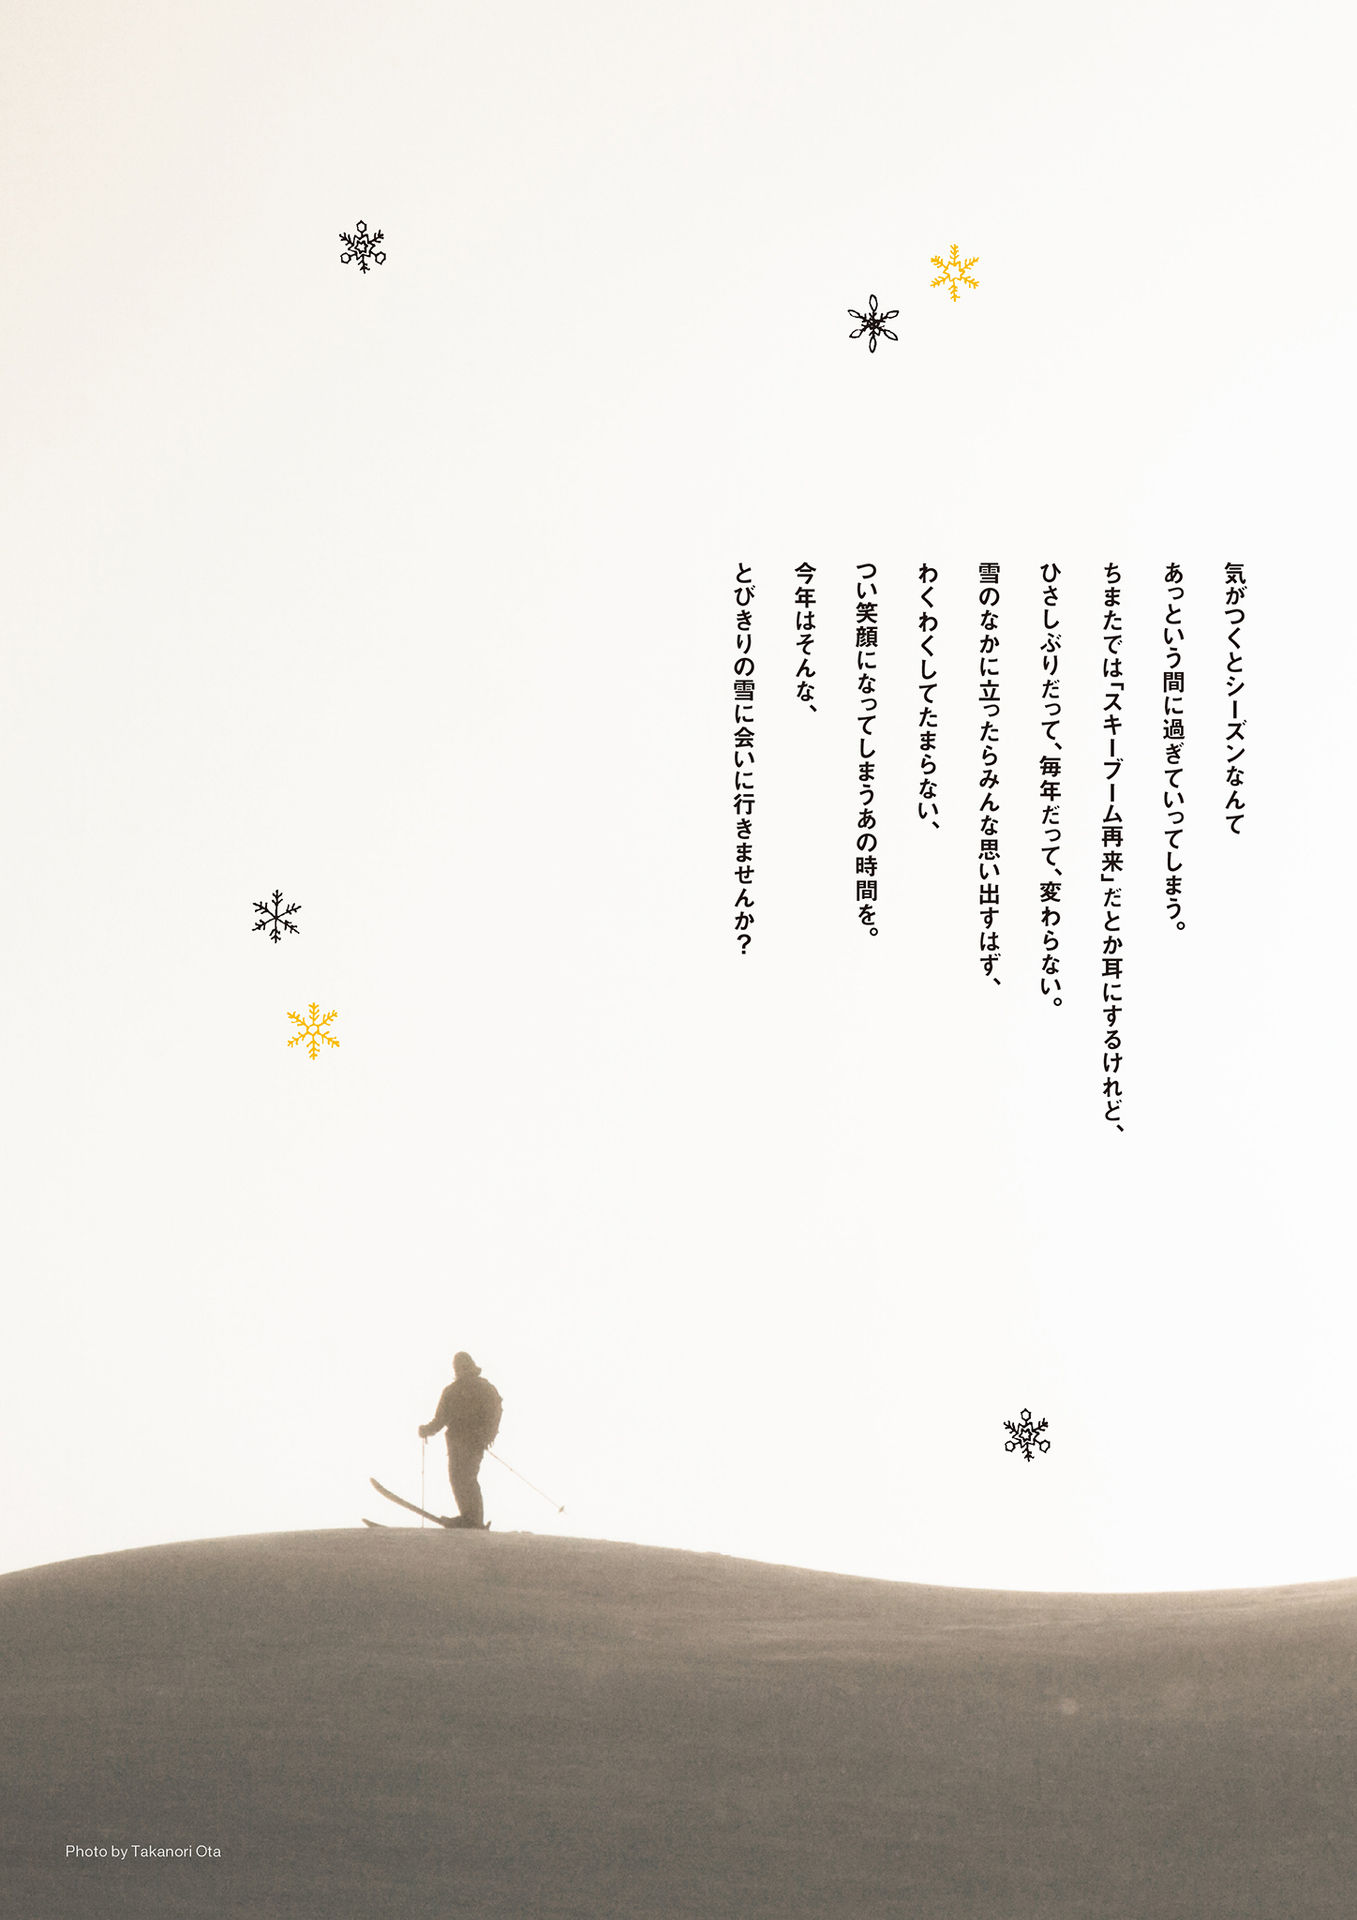 気がつくとシーズンなんて
あっという間に過ぎていってしまう。
ちまたでは「スキーブーム再来」だとか耳にするけれど、
ひさしぶりだって、毎年だって、変わらない。
雪のなかに立ったらみんな思い出すはず、
わくわくしてたまらない、
つい笑顔になってしまうあの時間を。
今年はそんな、
とびきりの雪に会いに行きませんか？
Photo by Takanori Ota